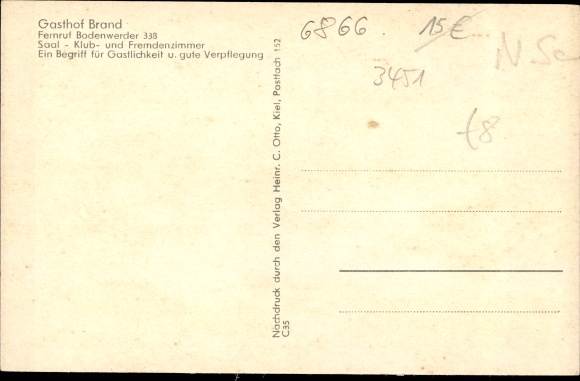 Gasthof Brand
Fernruf Bodenwerder 338
Saal - Klub- und Fremdenzimmer
Ein Begriff für Gastlichkeit u. gute Verpflegung
Nachdruck durch den Verlag Heinr. C. Otto, Kiel, Postfach 152
C35
6866. 15€
N.Sa
3451